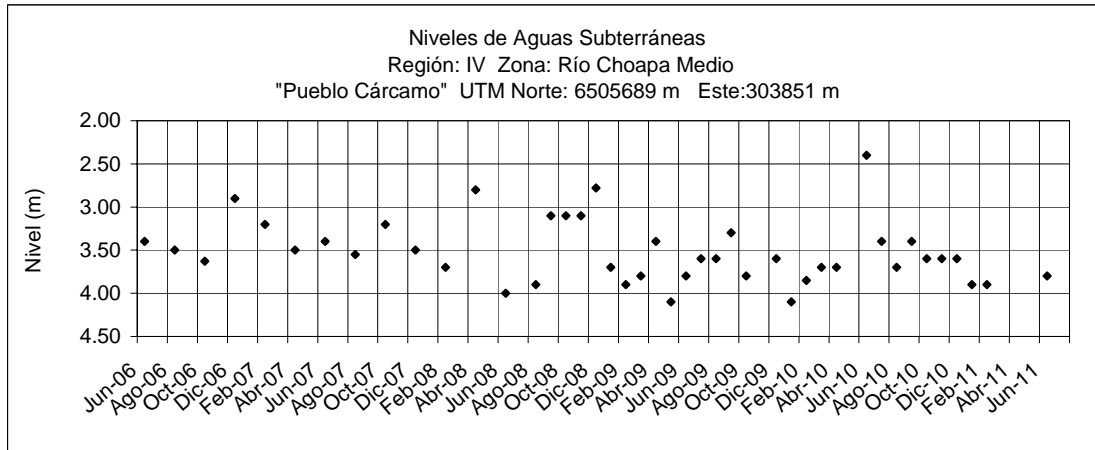 Niveles de Aguas Subterráneas
Región: IV Zona: Río Choapa Medio
"Pueblo Cárcamo" UTM Norte: 6505689 m Este:303851 m
Nivel (m)
2.00
2.50
3.00
3.50
4.00
4.50
Jun-06
Ago-06
Oct-06
Dic-06
Feb-07
Abr-07
Jun-07
Ago-07
Oct-07
Dic-07
Feb-08
Abr-08
Jun-08
Ago-08
Oct-08
Dic-08
Feb-09
Abr-09
Jun-09
Ago-09
Oct-09
Dic-09
Feb-10
Abr-10
Jun-10
Ago-10
Oct-10
Dic-10
Feb-11
Abr-11
Jun-11